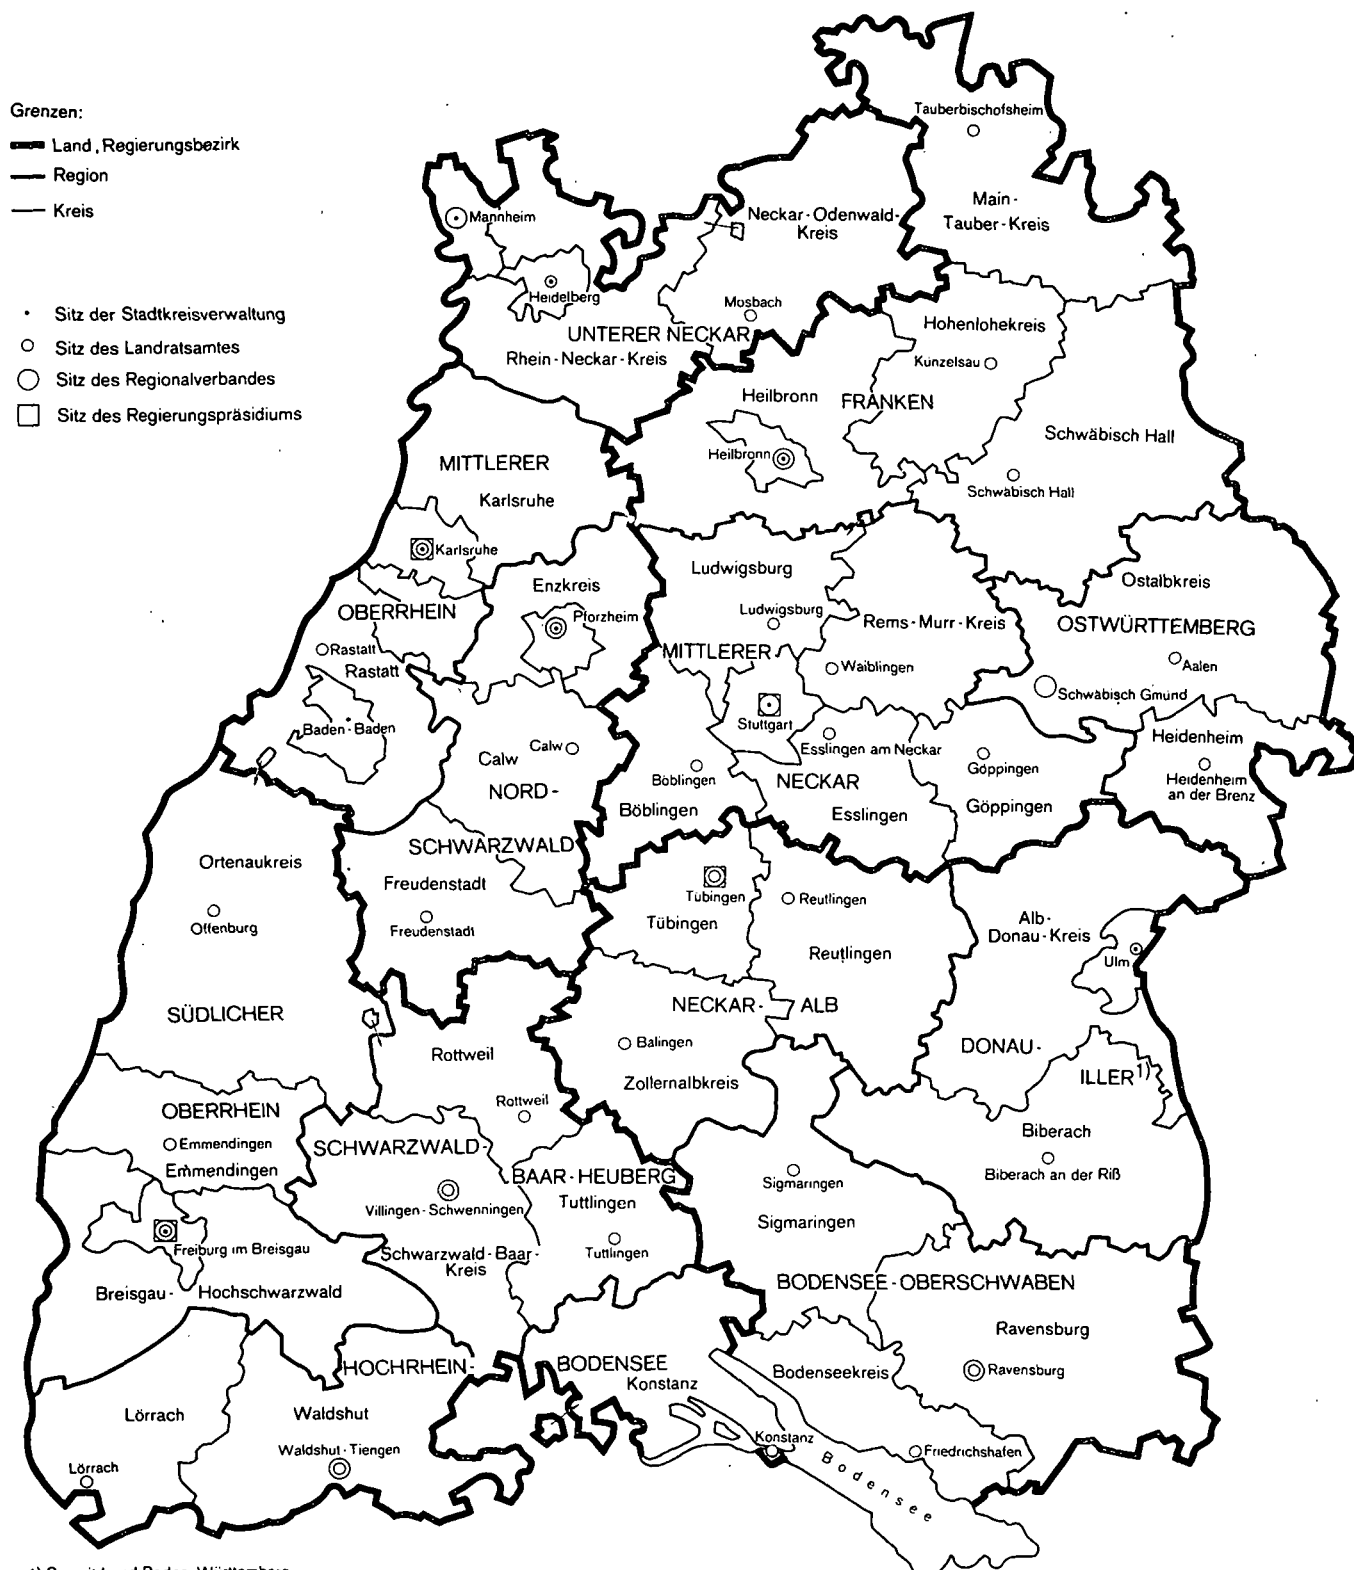 Grenzen:
Land, Regierungsbezirk
Region
Kreis
Sitz der Stadtkreisverwaltung
Sitz des Landratsamtes
Sitz des Regionalverbandes
Sitz des Regierungspräsidiums
Tauberbischofsheim
Main-
Tauber-Kreis
Mannheim
Neckar-Odenwald-
Kreis
Heidelberg
Mosbach
UNTERER NECKAR
Rhein-Neckar-Kreis
Hohenlohekreis
Künzelsau
Heilbronn
FRANKEN
Heilbronn
Schwäbisch Hall
Schwäbisch Hall
MITTLERER
Karlsruhe
Karlsruhe
OBERRHEIN
Rastatt
Rastatt
Baden-Baden
Enzkreis
Pforzheim
Ludwigsburg
Ludwigsburg
MITTLERER
Rems-Murr-Kreis
Waiblingen
Stuttgart
Ostalbkreis
OSTWÜRTTEMBERG
Aalen
Schwäbisch Gmünd
Calw
Calw
NORD-
SCHWARZWALD
Böblingen
Böblingen
Esslingen am Neckar
NECKAR
Esslingen
Göppingen
Göppingen
Heidenheim
Heidenheim
an der Brenz
Ortenaukreis
Offenburg
Freudenstadt
Freudenstadt
Tübingen
Tübingen
Reutlingen
Reutlingen
Alb-
Donau-Kreis
Ulm
SÜDLICHER
NECKAR-
ALB
Rottweil
Rottweil
Balingen
Zollernalbkreis
DONAU-
ILLER¹⁾
OBERRHEIN
Emmendingen
Emmendingen
SCHWARZWALD-
BAAR-HEUBERG
Villingen-Schwenningen
Tuttlingen
Tuttlingen
Biberach
Biberach an der Riß
Sigmaringen
Sigmaringen
Freiburg im Breisgau
Schwarzwald-Baar-
Kreis
Breisgau-
Hochschwarzwald
BODENSEE-OBERSCHWABEN
Ravensburg
Ravensburg
HOCHRHEIN-
BODENSEE
Konstanz
Bodenseekreis
Lörrach
Lörrach
Waldshut
Waldshut-Tiengen
Konstanz
Friedrichshafen
Bodensee